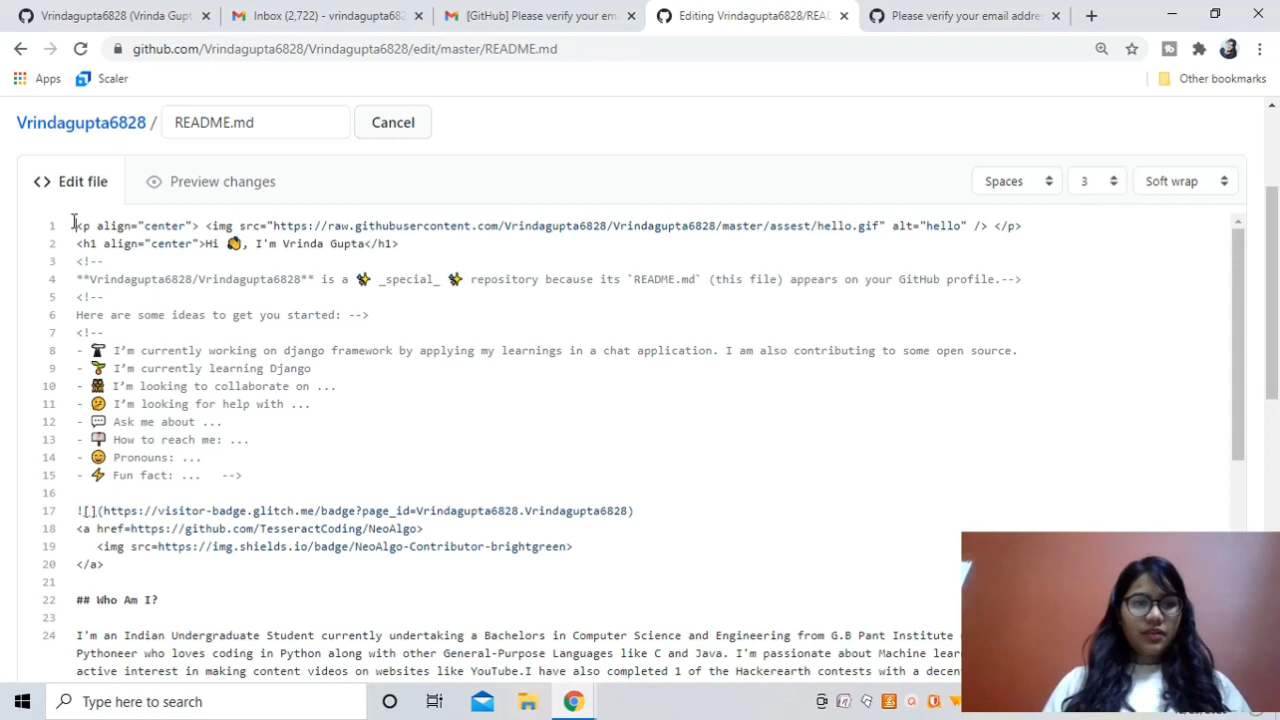 Vrindagupta6828 (Vrinda Gupt
Inbox (2,722) - vrindagupta68
[GitHub] Please verify your em
Editing Vrindagupta6828/REA
Please verify your email addre
github.com/Vrindagupta6828/Vrindagupta6828/edit/master/README.md
Apps
Scaler
Other bookmarks
Vrindagupta6828 / README.md Cancel
<> Edit file Preview changes Spaces 3 Soft wrap
1 <p align="center"> <img src="https://raw.githubusercontent.com/Vrindagupta6828/Vrindagupta6828/master/assest/hello.gif" alt="hello" /> </p>
2 <h1 align="center">Hi 👏, I'm Vrinda Gupta</h1>
3 <!--
4 **Vrindagupta6828/Vrindagupta6828** is a ✨ _special_ ✨ repository because its `README.md` (this file) appears on your GitHub profile.-->
5 <!--
6 Here are some ideas to get you started: -->
7 <!--
8 - 🔭 I’m currently working on django framework by applying my learnings in a chat application. I am also contributing to some open source.
9 - 🌱 I’m currently learning Django
10 - 👯 I’m looking to collaborate on ...
11 - 🤔 I’m looking for help with ...
12 - 💬 Ask me about ...
13 - 📫 How to reach me: ...
14 - 😄 Pronouns: ...
15 - ⚡ Fun fact: ... -->
16
17 ![](https://visitor-badge.glitch.me/badge?page_id=Vrindagupta6828.Vrindagupta6828)
18 <a href=https://github.com/TesseractCoding/NeoAlgo>
19 <img src=https://img.shields.io/badge/NeoAlgo-Contributor-brightgreen>
20 </a>
21
22 ## Who Am I?
23
24 I'm an Indian Undergraduate Student currently undertaking a Bachelors in Computer Science and Engineering from G.B Pant Institute
Pythoneer who loves coding in Python along with other General-Purpose Languages like C and Java. I'm passionate about Machine lear
active interest in making content videos on websites like YouTube.I have also completed 1 of the Hackerearth contests with a decen
Type here to search